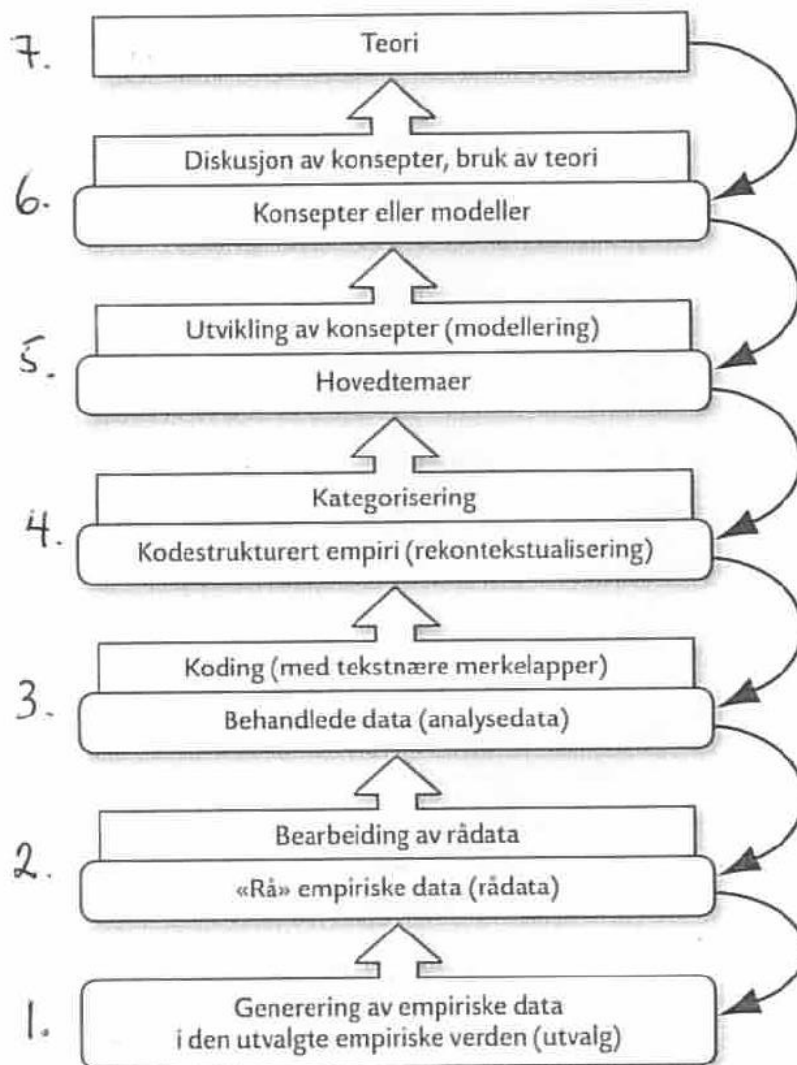 7.
Teori
Diskusjon av konsepter, bruk av teori
6.
Konsepter eller modeller
Utvikling av konsepter (modellering)
5.
Hovedtemaer
Kategorisering
4.
Kodestrukturert empiri (rekontekstualisering)
Koding (med tekstnære merkelapper)
3.
Behandlede data (analysedata)
Bearbeiding av rådata
2.
«Rå» empiriske data (rådata)
1.
Generering av empiriske data
i den utvalgte empiriske verden (utvalg)